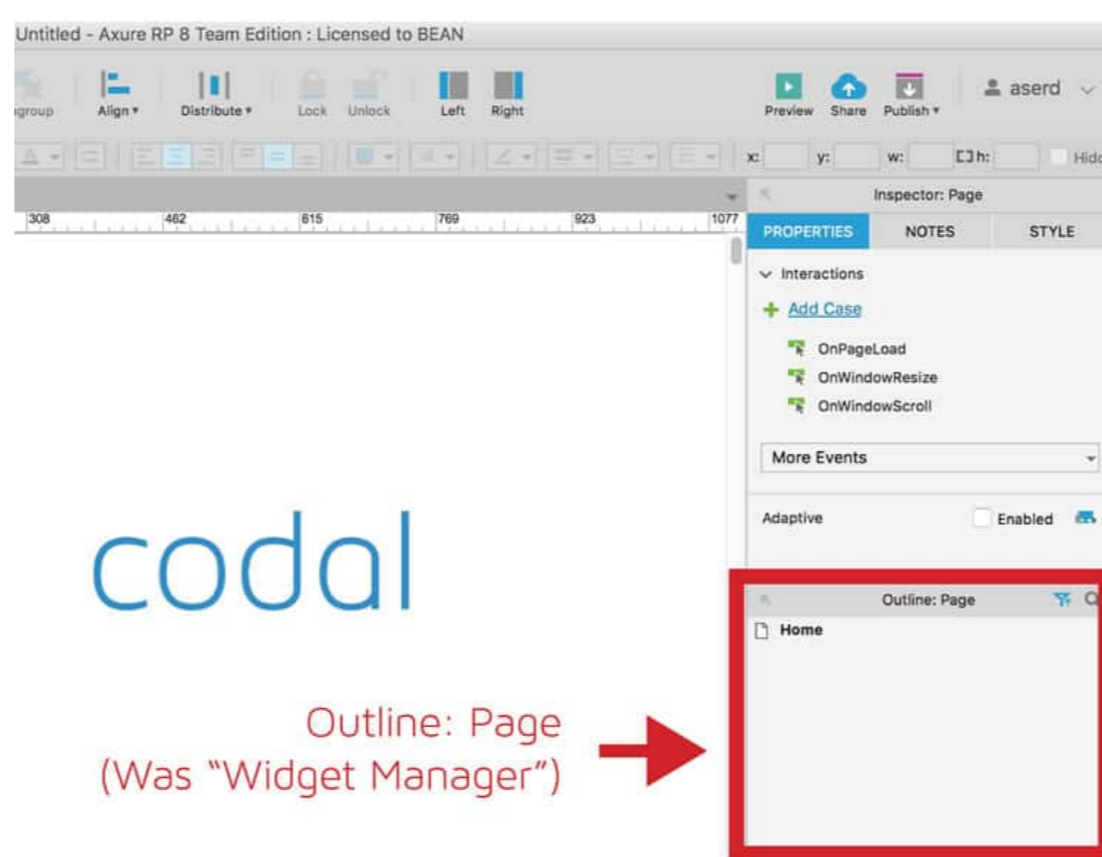 Untitled - Axure RP 8 Team Edition : Licensed to BEAN
Align Distribute Lock Unlock Left Right Preview Share Publish aserd
x: y: w: h:
Inspector: Page
308 462 615 769 923 1077
PROPERTIES NOTES STYLE
Interactions
Add Case
OnPageLoad
OnWindowResize
OnWindowScroll
More Events
Adaptive Enabled
codal
Outline: Page
Home
Outline: Page
(Was "Widget Manager")